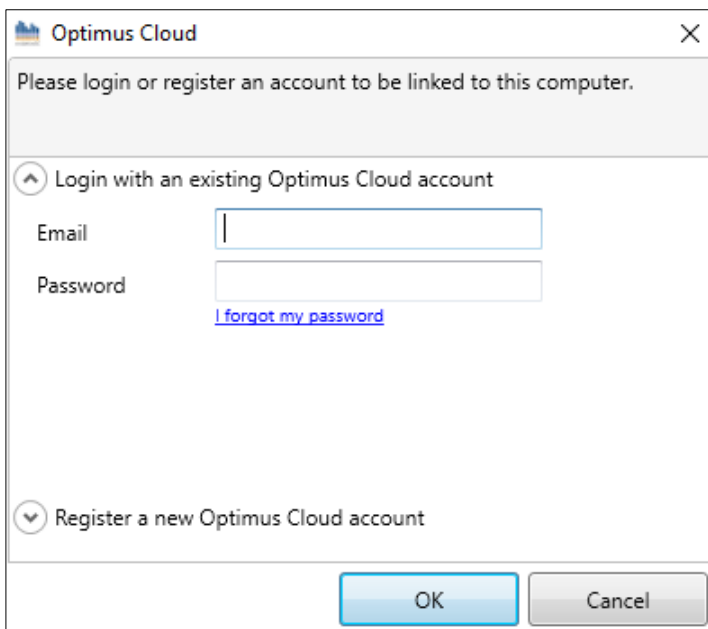 Optimus Cloud
Please login or register an account to be linked to this computer.
Login with an existing Optimus Cloud account
Email
Password
I forgot my password
Register a new Optimus Cloud account
OK
Cancel